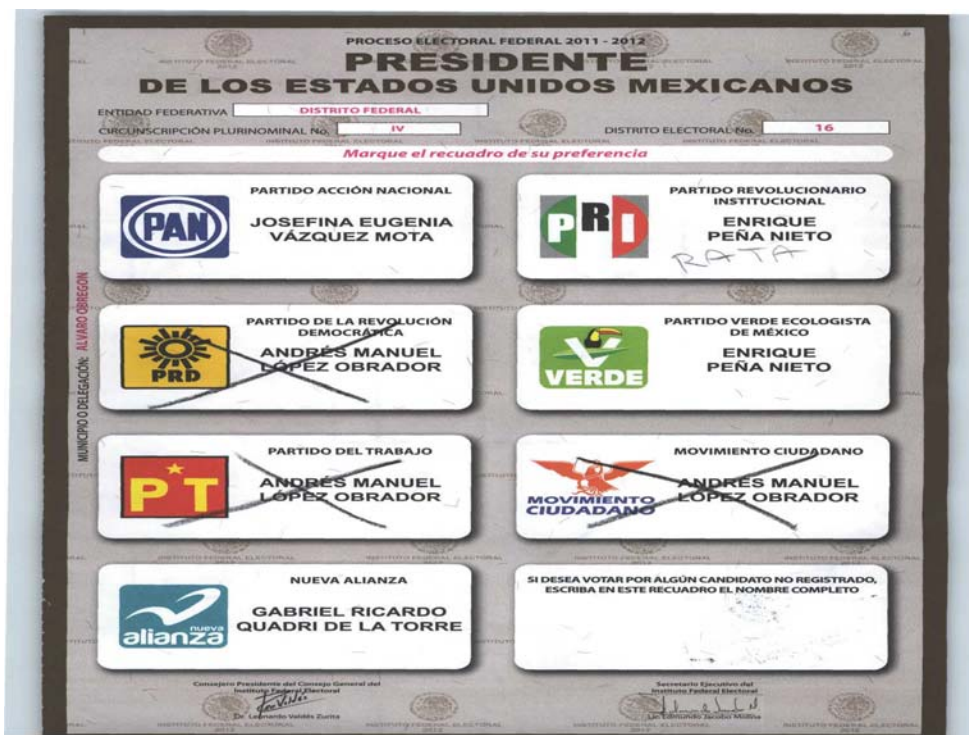 PROCESO ELECTORAL FEDERAL 2011 - 2012
PRESIDENTE
DE LOS ESTADOS UNIDOS MEXICANOS
ENTIDAD FEDERATIVA DISTRITO FEDERAL
CIRCUNSCRIPCIÓN PLURINOMINAL No. IV
DISTRITO ELECTORAL No. 16
Marque el recuadro de su preferencia
MUNICIPIO O DELEGACIÓN: ALVARO OBREGON
PAN
PARTIDO ACCIÓN NACIONAL
JOSEFINA EUGENIA
VÁZQUEZ MOTA
PRI
PARTIDO REVOLUCIONARIO
INSTITUCIONAL
ENRIQUE
PEÑA NIETO
RATA
PRD
PARTIDO DE LA REVOLUCIÓN
DEMOCRÁTICA
ANDRÉS MANUEL
LÓPEZ OBRADOR
VERDE
PARTIDO VERDE ECOLOGISTA
DE MÉXICO
ENRIQUE
PEÑA NIETO
PT
PARTIDO DEL TRABAJO
ANDRÉS MANUEL
LÓPEZ OBRADOR
MOVIMIENTO
CIUDADANO
MOVIMIENTO CIUDADANO
ANDRÉS MANUEL
LÓPEZ OBRADOR
nueva
alianza
NUEVA ALIANZA
GABRIEL RICARDO
QUADRI DE LA TORRE
SI DESEA VOTAR POR ALGÚN CANDIDATO NO REGISTRADO,
ESCRIBA EN ESTE RECUADRO EL NOMBRE COMPLETO
Consejero Presidente del Consejo General del
Instituto Federal Electoral
Dr. Leonardo Valdés Zurita
Secretario Ejecutivo del
Instituto Federal Electoral
Lic. Edmundo Jacobo Molina